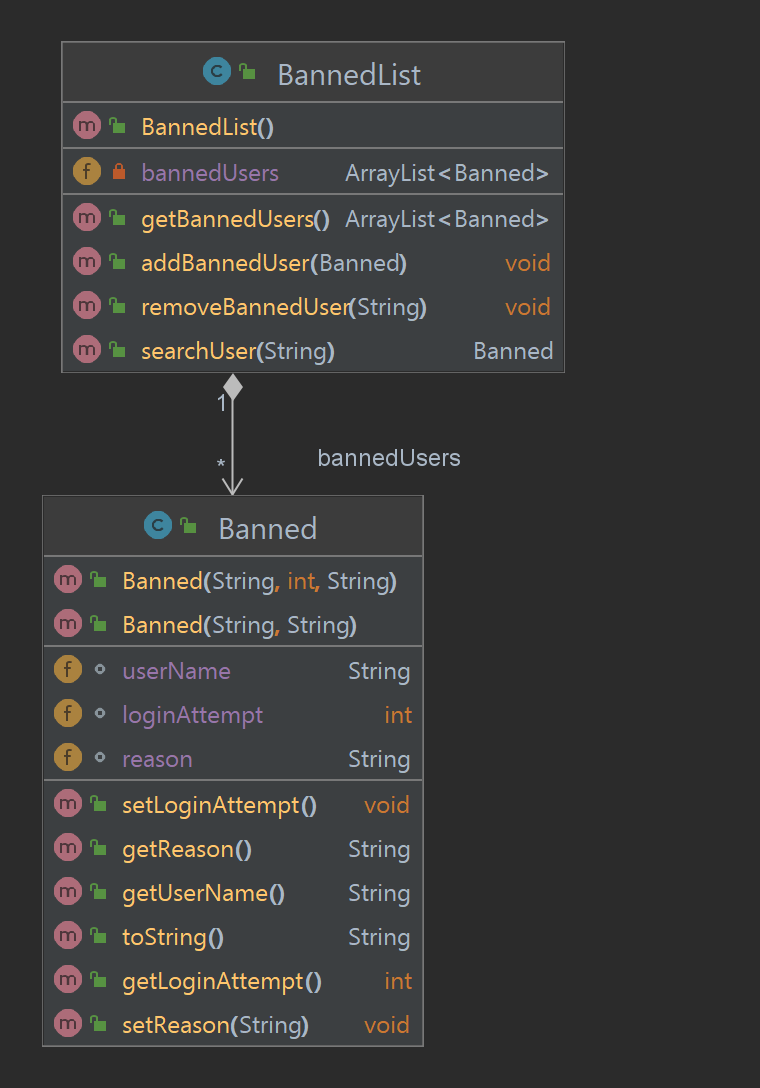 BannedList
BannedList()
bannedUsers ArrayList<Banned>
getBannedUsers() ArrayList<Banned>
addBannedUser(Banned) void
removeBannedUser(String) void
searchUser(String) Banned
1
* bannedUsers
Banned
Banned(String, int, String)
Banned(String, String)
userName String
loginAttempt int
reason String
setLoginAttempt() void
getReason() String
getUserName() String
toString() String
getLoginAttempt() int
setReason(String) void